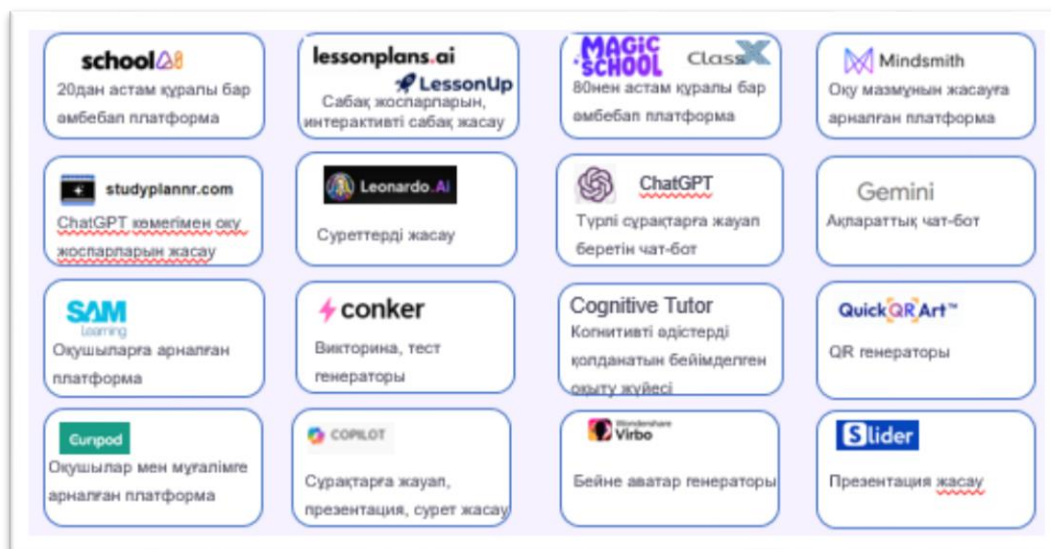 schoolAI
20дан астам құралы бар
әмбебап платформа
lessonplans.ai
LessonUp
Сабақ жоспарларын,
интерактивті сабақ жасау
MAGIC
SCHOOL
ClassX
80нен астам құралы бар
әмбебап платформа
Mindsmith
Оқу мазмұнын жасауға
арналған платформа
studyplannr.com
ChatGPT көмегімен оқу
жоспарларын жасау
Leonardo.Ai
Суреттерді жасау
ChatGPT
Түрлі сұрақтарға жауап
беретін чат-бот
Gemini
Ақпараттық чат-бот
SAM
Learning
Оқушыларға арналған
платформа
conker
Викторина, тест
генераторы
Cognitive Tutor
Когнитивті әдістерді
қолданатын бейімделген
оқыту жүйесі
QuickQRArt™
QR генераторы
Curipod
Оқушылар мен мұғалімге
арналған платформа
COPILOT
Сұрақтарға жауап,
презентация, сурет жасау
Wondershare
Virbo
Бейне аватар генераторы
Slider
Презентация жасау